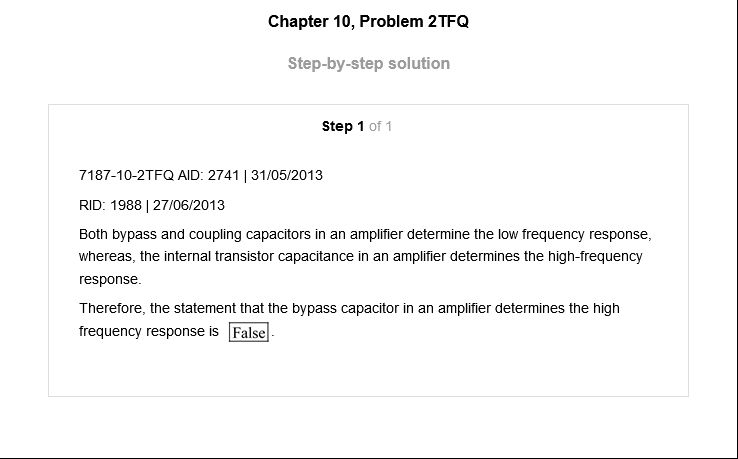 Chapter 10, Problem 2TFQ
Step-by-step solution
Step 1 of 1
7187-10-2TFQ AID: 2741 | 31/05/2013
RID: 1988 | 27/06/2013
Both bypass and coupling capacitors in an amplifier determine the low frequency response,
whereas, the internal transistor capacitance in an amplifier determines the high-frequency
response.
Therefore, the statement that the bypass capacitor in an amplifier determines the high
frequency response is False.